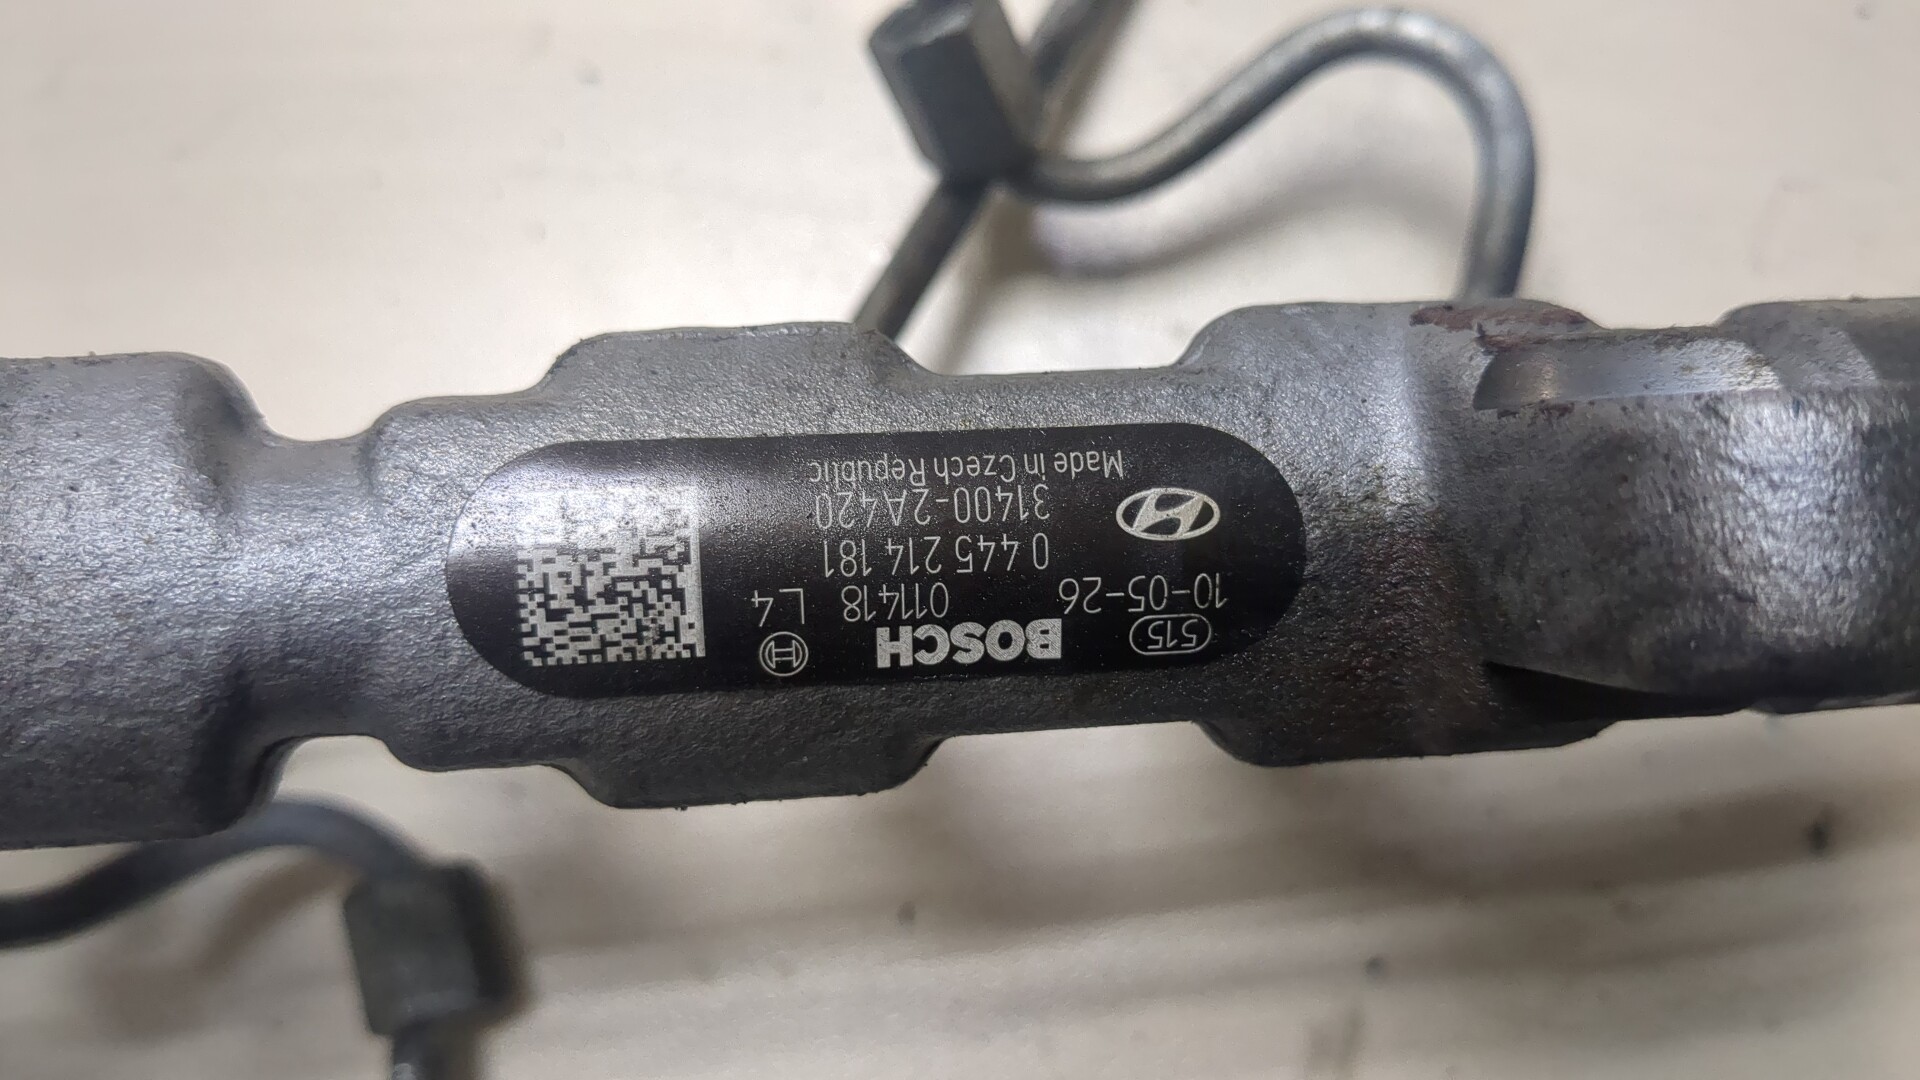 515 BOSCH
10-05-26 011418 L4
0 445 214 181
31400-2A420
Made in Czech Republic